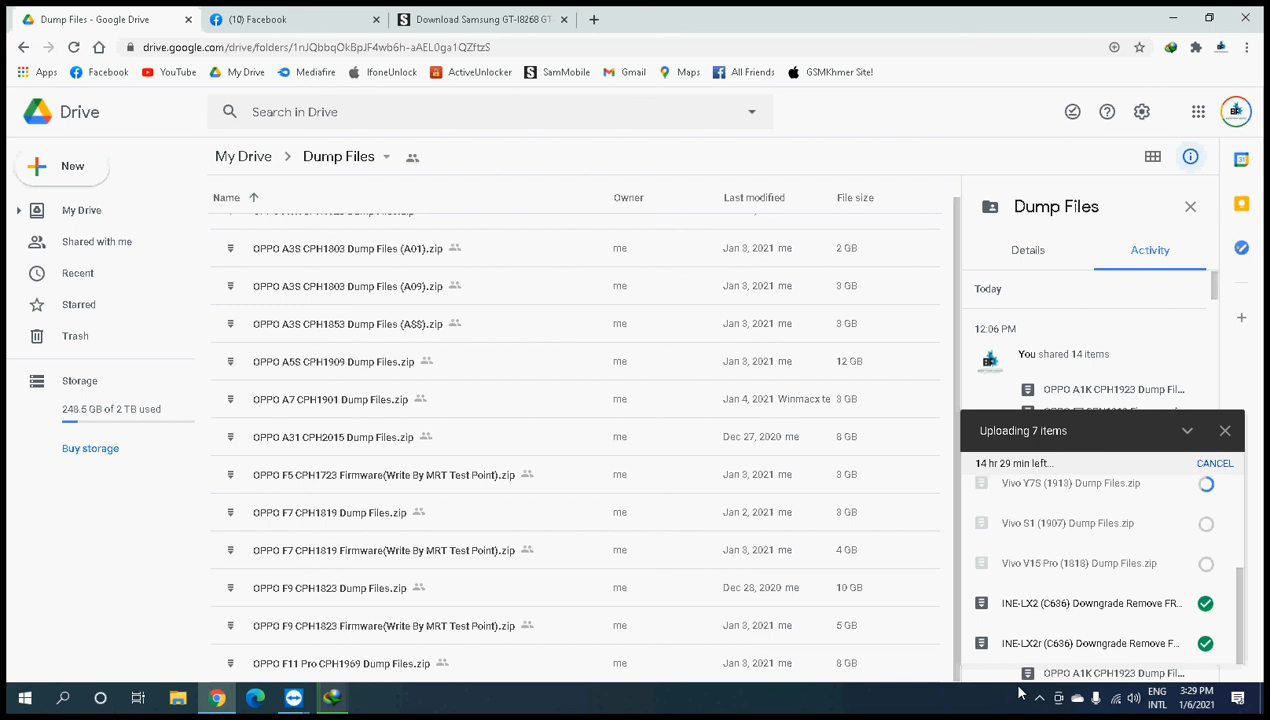 Dump Files - Google Drive
(10) Facebook
Download Samsung GT-I8268 GT
drive.google.com/drive/folders/1nJQbbqOkBpJF4wb6h-aAEL0ga1QZftzS
Apps Facebook YouTube My Drive Mediafire IfoneUnlock ActiveUnlocker SamMobile Gmail Maps All Friends GSMKhmer Site!
Drive
Search in Drive
New
My Drive
Shared with me
Recent
Starred
Trash
Storage
248.5 GB of 2 TB used
Buy storage
My Drive > Dump Files
Name Owner Last modified File size
OPPO A3S CPH1803 Dump Files (A01).zip me Jan 3, 2021 me 2 GB
OPPO A3S CPH1803 Dump Files (A09).zip me Jan 3, 2021 me 3 GB
OPPO A3S CPH1853 Dump Files (A$$).zip me Jan 3, 2021 me 3 GB
OPPO A5S CPH1909 Dump Files.zip me Jan 3, 2021 me 12 GB
OPPO A7 CPH1901 Dump Files.zip me Jan 4, 2021 Winmacx te 3 GB
OPPO A31 CPH2015 Dump Files.zip me Dec 27, 2020 me 8 GB
OPPO F5 CPH1723 Firmware(Write By MRT Test Point).zip me Jan 3, 2021 me 3 GB
OPPO F7 CPH1819 Dump Files.zip me Jan 2, 2021 me 3 GB
OPPO F7 CPH1819 Firmware(Write By MRT Test Point).zip me Jan 3, 2021 me 4 GB
OPPO F9 CPH1823 Dump Files.zip me Dec 28, 2020 me 10 GB
OPPO F9 CPH1823 Firmware(Write By MRT Test Point).zip me Jan 3, 2021 me 5 GB
OPPO F11 Pro CPH1969 Dump Files.zip me Jan 3, 2021 me 8 GB
Dump Files
Details Activity
Today
12:06 PM
You shared 14 items
OPPO A1K CPH1923 Dump Fil...
Uploading 7 items
14 hr 29 min left... CANCEL
Vivo Y7S (1913) Dump Files.zip
Vivo S1 (1907) Dump Files.zip
Vivo V15 Pro (1818) Dump Files.zip
INE-LX2 (C636) Downgrade Remove FR...
INE-LX2r (C636) Downgrade Remove F...
OPPO A1K CPH1923 Dump Fil...
ENG
INTL
3:29 PM
1/6/2021